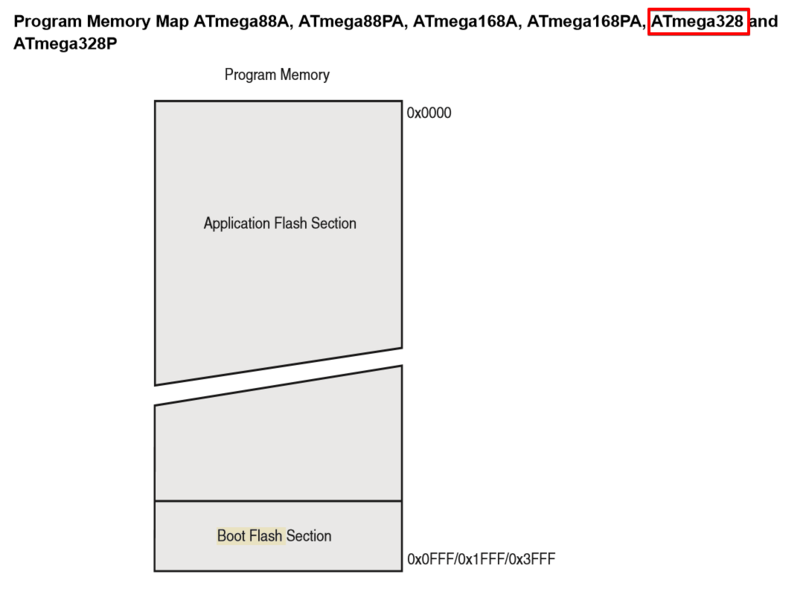 Program Memory Map ATmega88A, ATmega88PA, ATmega168A, ATmega168PA, ATmega328 and
ATmega328P
Program Memory
0x0000
Application Flash Section
Boot Flash Section
0x0FFF/0x1FFF/0x3FFF